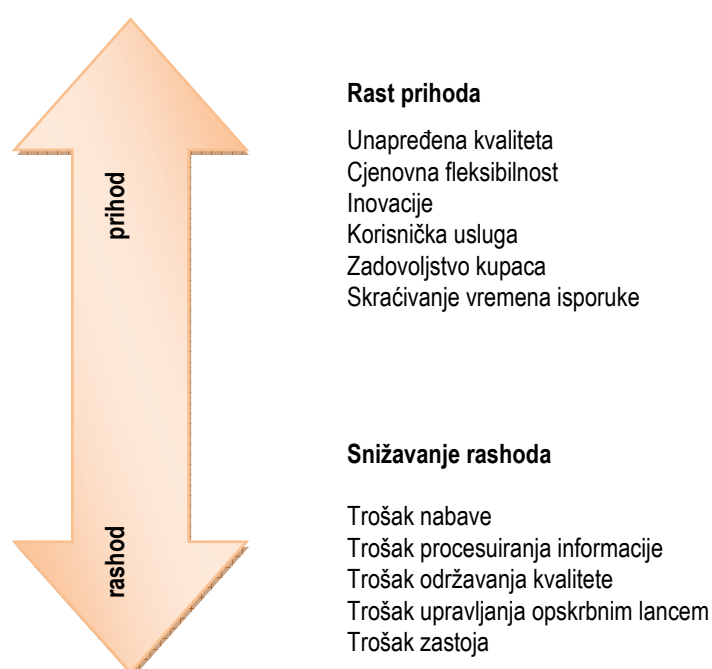 prihod
Rast prihoda
Unapređena kvaliteta
Cjenovna fleksibilnost
Inovacije
Korisnička usluga
Zadovoljstvo kupaca
Skraćivanje vremena isporuke
rashod
Snižavanje rashoda
Trošak nabave
Trošak procesuiranja informacije
Trošak održavanja kvalitete
Trošak upravljanja opskrbnim lancem
Trošak zastoja